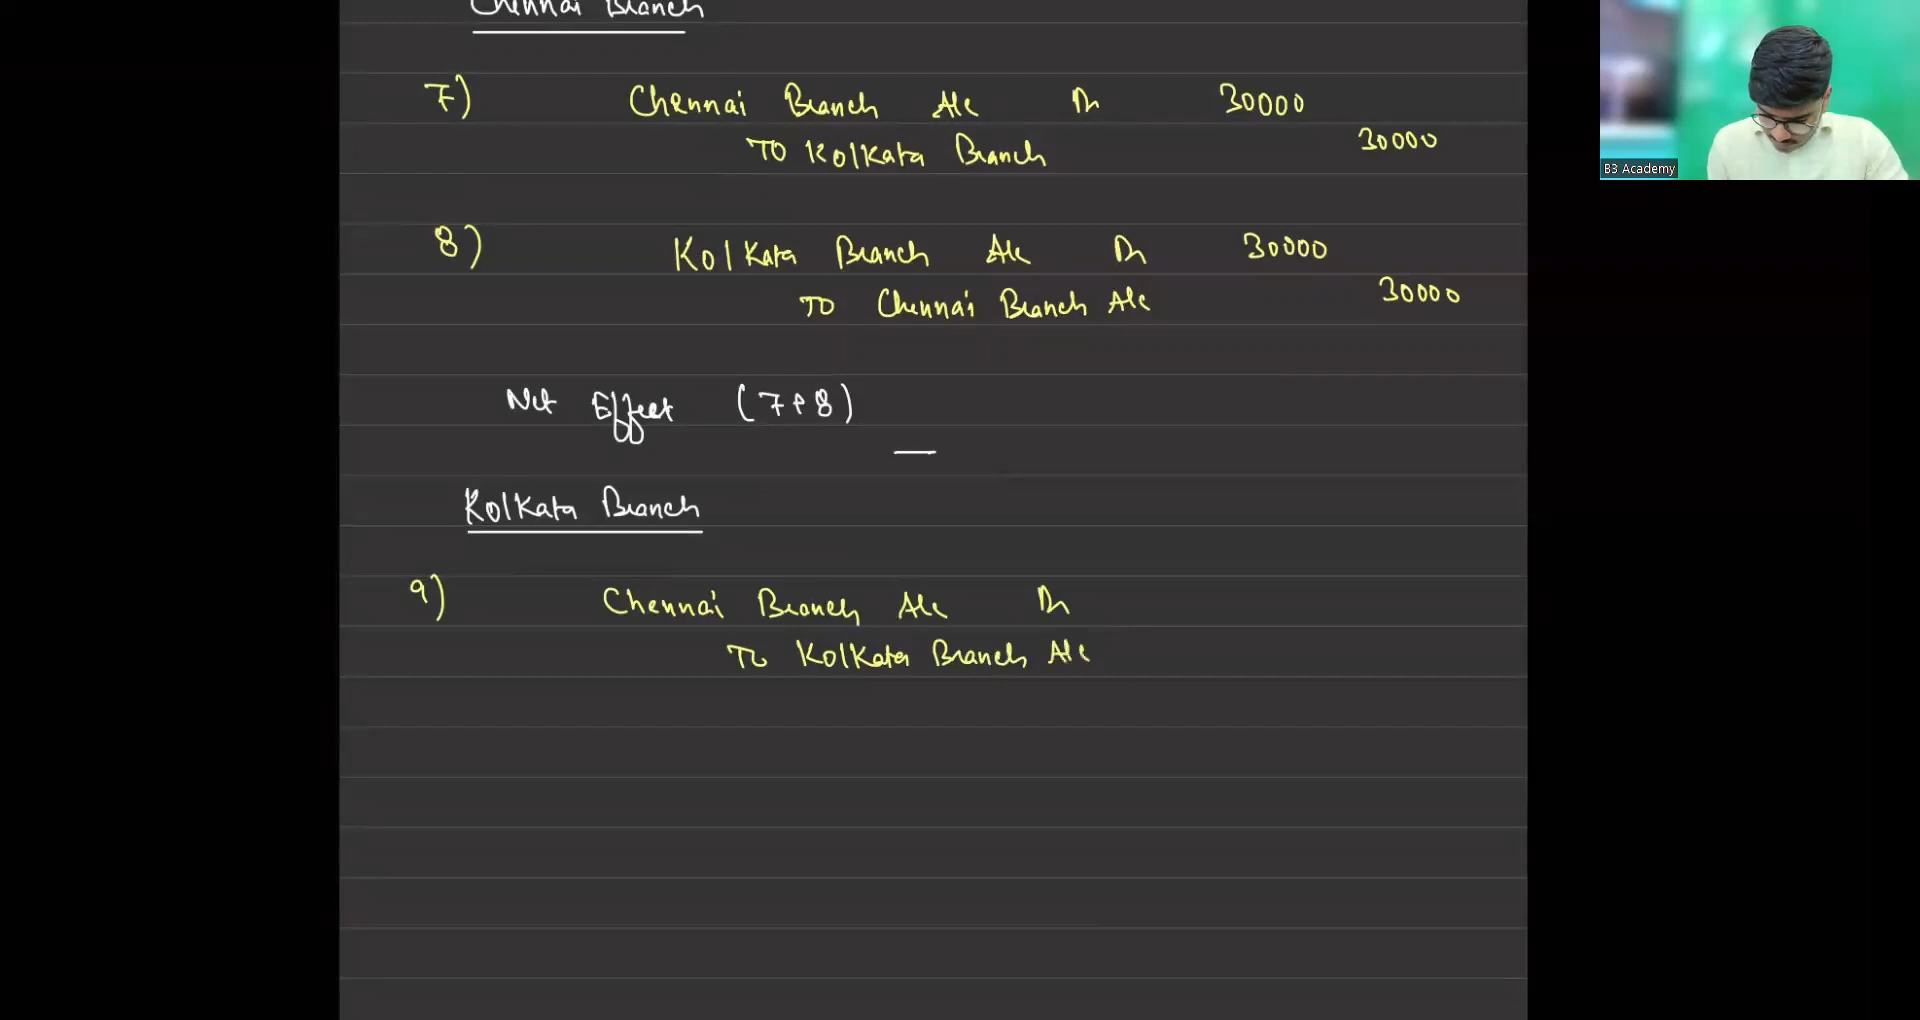 Chennai Branch
7) Chennai Branch A/c Dr 30000
To Kolkata Branch 30000
8) Kolkata Branch A/c Dr 30000
To Chennai Branch A/c 30000
Net Effect (7 & 8)
—
Kolkata Branch
9) Chennai Branch A/c Dr
To Kolkata Branch A/c
B3 Academy